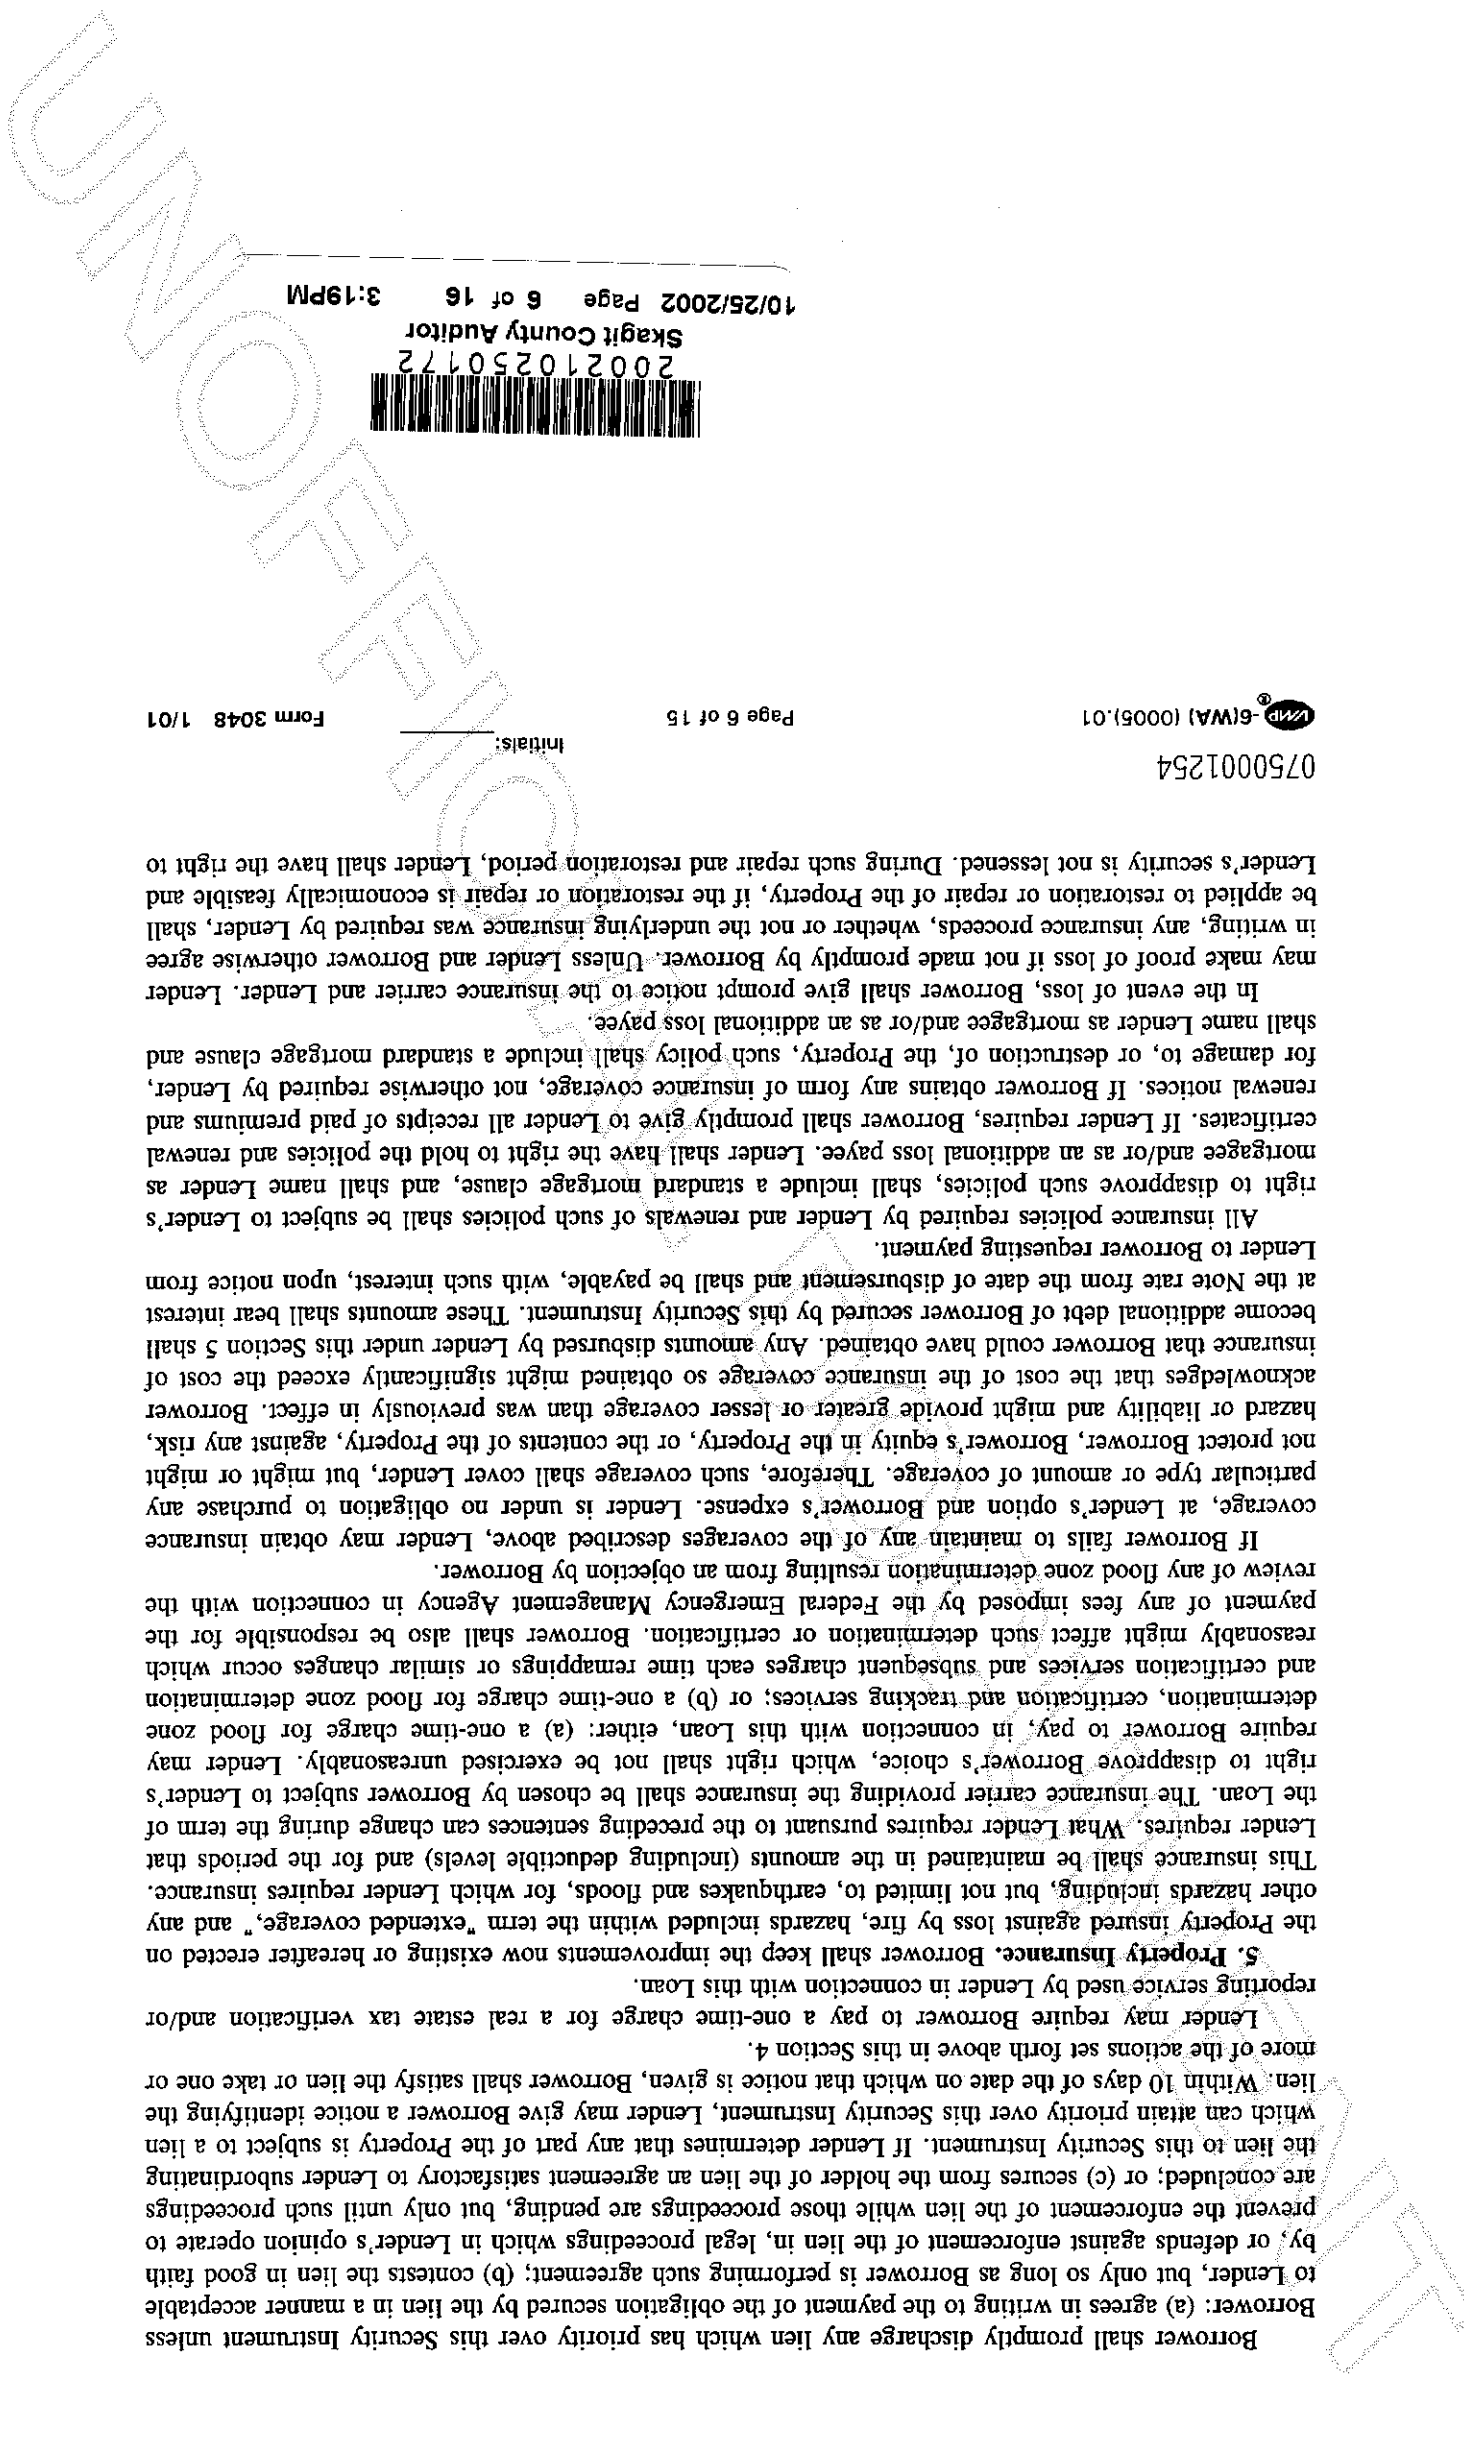 Borrower shall promptly discharge any lien which has priority over this Security Instrument unless
Borrower: (a) agrees in writing to the payment of the obligation secured by the lien in a manner acceptable
to Lender, but only so long as Borrower is performing such agreement; (b) contests the lien in good faith
by, or defends against enforcement of the lien in, legal proceedings which in Lender's opinion operate to
prevent the enforcement of the lien while those proceedings are pending, but only until such proceedings
are concluded; or (c) secures from the holder of the lien an agreement satisfactory to Lender subordinating
the lien to this Security Instrument. If Lender determines that any part of the Property is subject to a lien
which can attain priority over this Security Instrument, Lender may give Borrower a notice identifying the
lien. Within 10 days of the date on which that notice is given, Borrower shall satisfy the lien or take one or
more of the actions set forth above in this Section 4.
Lender may require Borrower to pay a one-time charge for a real estate tax verification and/or
reporting service used by Lender in connection with this Loan.
5. Property Insurance. Borrower shall keep the improvements now existing or hereafter erected on
the Property insured against loss by fire, hazards included within the term "extended coverage," and any
other hazards including, but not limited to, earthquakes and floods, for which Lender requires insurance.
This insurance shall be maintained in the amounts (including deductible levels) and for the periods that
Lender requires. What Lender requires pursuant to the preceding sentences can change during the term of
the Loan. The insurance carrier providing the insurance shall be chosen by Borrower subject to Lender's
right to disapprove Borrower's choice, which right shall not be exercised unreasonably. Lender may
require Borrower to pay, in connection with this Loan, either: (a) a one-time charge for flood zone
determination, certification and tracking services; or (b) a one-time charge for flood zone determination
and certification services and subsequent charges each time remappings or similar changes occur which
reasonably might affect such determination or certification. Borrower shall also be responsible for the
payment of any fees imposed by the Federal Emergency Management Agency in connection with the
review of any flood zone determination resulting from an objection by Borrower.
If Borrower fails to maintain any of the coverages described above, Lender may obtain insurance
coverage, at Lender's option and Borrower's expense. Lender is under no obligation to purchase any
particular type or amount of coverage. Therefore, such coverage shall cover Lender, but might or might
not protect Borrower, Borrower's equity in the Property, or the contents of the Property, against any risk,
hazard or liability and might provide greater or lesser coverage than was previously in effect. Borrower
acknowledges that the cost of the insurance coverage so obtained might significantly exceed the cost of
insurance that Borrower could have obtained. Any amounts disbursed by Lender under this Section 5 shall
become additional debt of Borrower secured by this Security Instrument. These amounts shall bear interest
at the Note rate from the date of disbursement and shall be payable, with such interest, upon notice from
Lender to Borrower requesting payment.
All insurance policies required by Lender and renewals of such policies shall be subject to Lender's
right to disapprove such policies, shall include a standard mortgage clause, and shall name Lender as
mortgagee and/or as an additional loss payee. Lender shall have the right to hold the policies and renewal
certificates. If Lender requires, Borrower shall promptly give to Lender all receipts of paid premiums and
renewal notices. If Borrower obtains any form of insurance coverage, not otherwise required by Lender,
for damage to, or destruction of, the Property, such policy shall include a standard mortgage clause and
shall name Lender as mortgagee and/or as an additional loss payee.
In the event of loss, Borrower shall give prompt notice to the insurance carrier and Lender. Lender
may make proof of loss if not made promptly by Borrower. Unless Lender and Borrower otherwise agree
in writing, any insurance proceeds, whether or not the underlying insurance was required by Lender, shall
be applied to restoration or repair of the Property, if the restoration or repair is economically feasible and
Lender's security is not lessened. During such repair and restoration period, Lender shall have the right to
0750001254
Initials:
VMP®-6(WA) (0005).01 Page 6 of 15 Form 3048 1/01
200210250172
Skagit County Auditor
10/25/2002 Page 6 of 16 3:19PM
UNOFFICIAL DOCUMENT